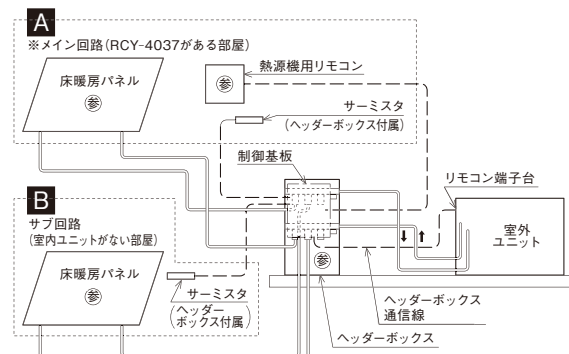 A
※メイン回路(RCY-4037がある部屋)
床暖房パネル
参
熱源機用リモコン
参
サーミスタ
(ヘッダーボックス付属)
制御基板
リモコン端子台
B
サブ回路
(室内ユニットがない部屋)
床暖房パネル
参
サーミスタ
(ヘッダー
ボックス付属)
参
室外
ユニット
ヘッダーボックス
通信線
ヘッダーボックス